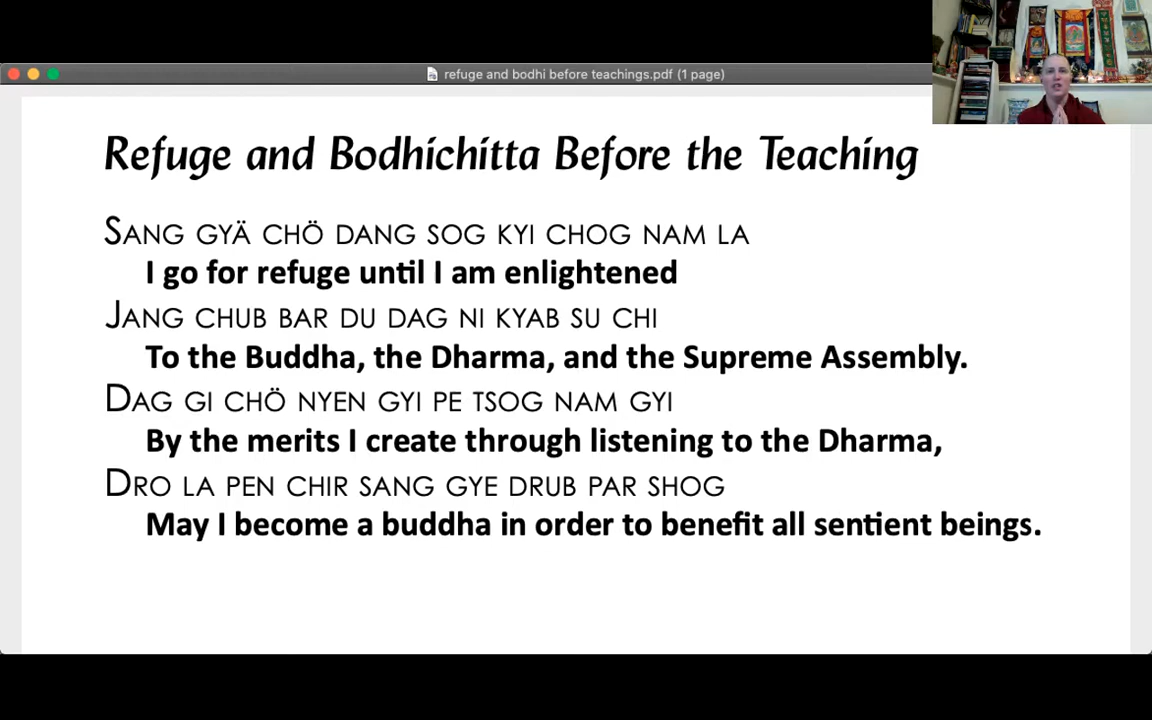 refuge and bodhi before teachings.pdf (1 page)
Refuge and Bodhichitta Before the Teaching
SANG GYÄ CHÖ DANG SOG KYI CHOG NAM LA
I go for refuge until I am enlightened
JANG CHUB BAR DU DAG NI KYAB SU CHI
To the Buddha, the Dharma, and the Supreme Assembly.
DAG GI CHÖ NYEN GYI PE TSOG NAM GYI
By the merits I create through listening to the Dharma,
DRO LA PEN CHIR SANG GYE DRUB PAR SHOG
May I become a buddha in order to benefit all sentient beings.